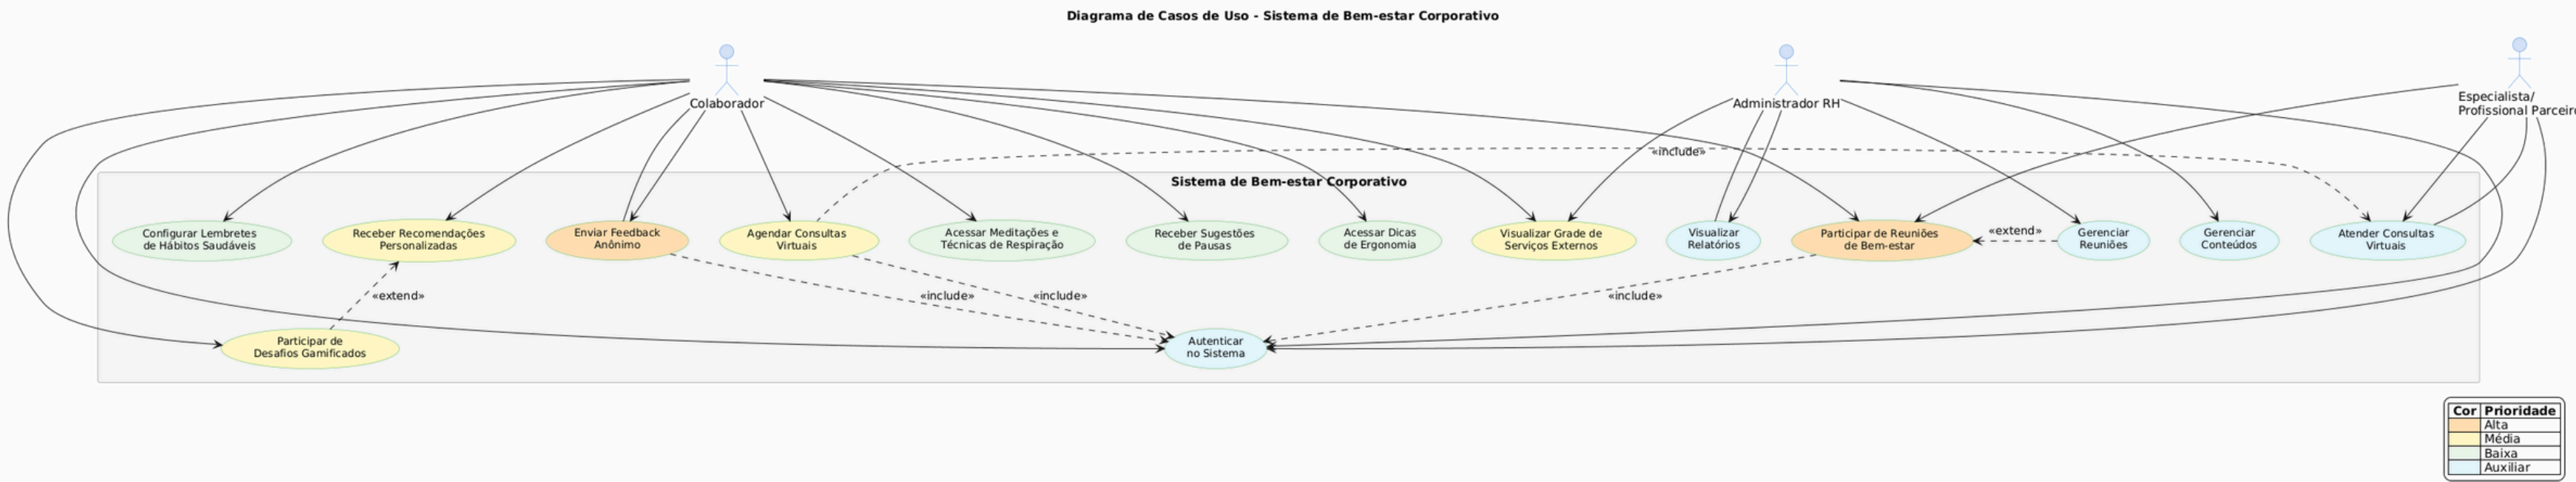 Diagrama de Casos de Uso - Sistema de Bem-estar Corporativo
Colaborador
Administrador RH
Especialista/
Profissional Parceiro
«include»
Sistema de Bem-estar Corporativo
Configurar Lembretes
de Hábitos Saudáveis
Receber Recomendações
Personalizadas
Enviar Feedback
Anônimo
Agendar Consultas
Virtuais
Acessar Meditações e
Técnicas de Respiração
Receber Sugestões
de Pausas
Acessar Dicas
de Ergonomia
Visualizar Grade de
Serviços Externos
Visualizar
Relatórios
Participar de Reuniões
de Bem-estar
«extend»
Gerenciar
Reuniões
Gerenciar
Conteúdos
Atender Consultas
Virtuais
«extend»
«include»
«include»
«include»
Participar de
Desafios Gamificados
Autenticar
no Sistema
Cor Prioridade
Alta
Média
Baixa
Auxiliar